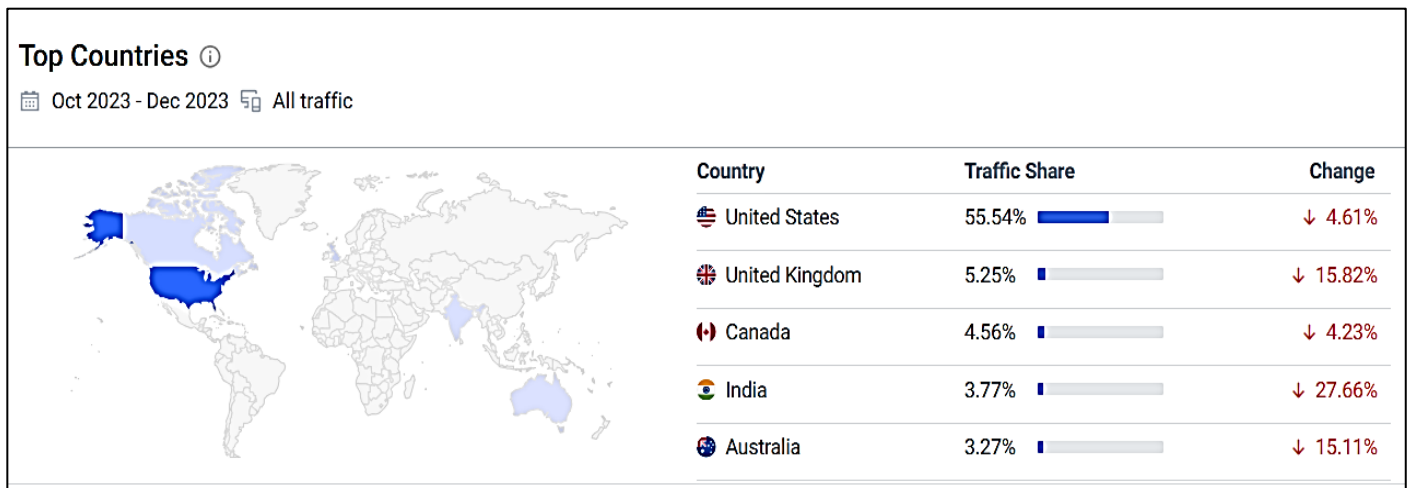 Top Countries
Oct 2023 - Dec 2023 All traffic
Country Traffic Share Change
United States 55.54% ↓ 4.61%
United Kingdom 5.25% ↓ 15.82%
Canada 4.56% ↓ 4.23%
India 3.77% ↓ 27.66%
Australia 3.27% ↓ 15.11%